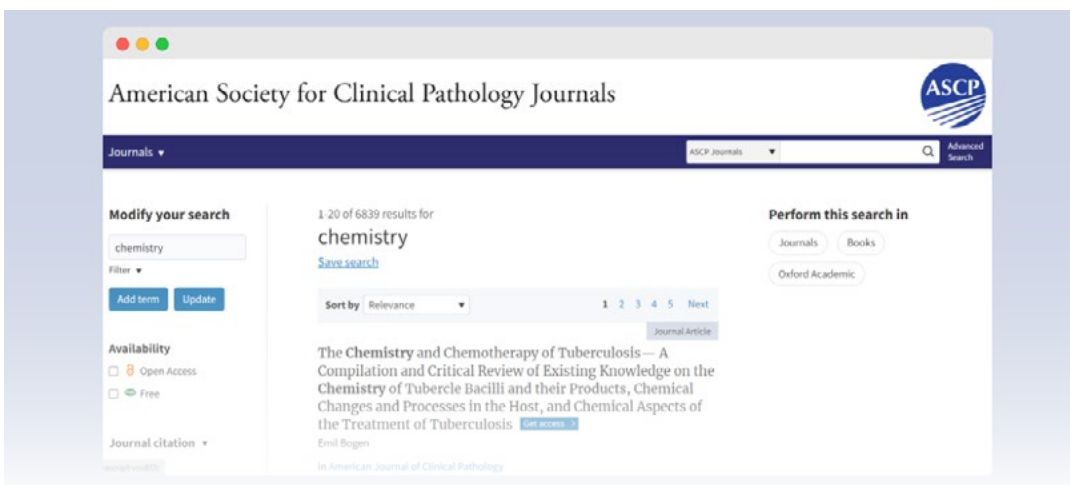 American Society for Clinical Pathology Journals
ASCP
Journals ▾
ASCP Journals ▼
Advanced
Search
Modify your search
chemistry
Filter ▾
Add term
Update
Availability
Open Access
Free
Journal citation ▾
1-20 of 6839 results for
chemistry
Save search
Sort by Relevance ▼
1 2 3 4 5 Next
Journal Article
The Chemistry and Chemotherapy of Tuberculosis— A
Compilation and Critical Review of Existing Knowledge on the
Chemistry of Tubercle Bacilli and their Products, Chemical
Changes and Processes in the Host, and Chemical Aspects of
the Treatment of Tuberculosis Get access >
Emil Bogen
in American Journal of Clinical Pathology
Perform this search in
Journals
Books
Oxford Academic